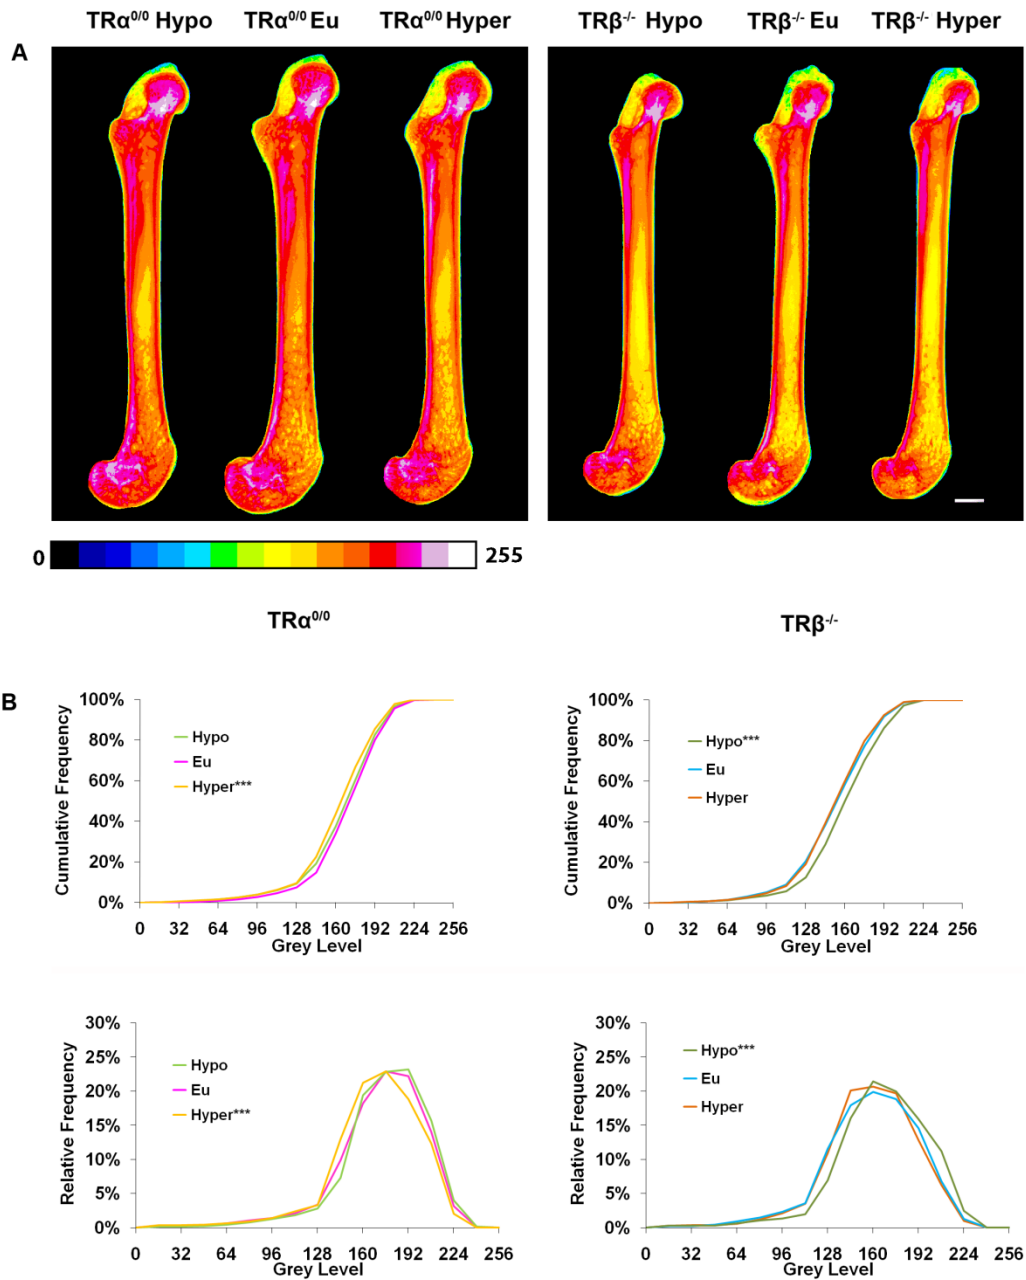 TRα0/0 Hypo TRα0/0 Eu TRα0/0 Hyper TRβ-/- Hypo TRβ-/- Eu TRβ-/- Hyper
A
0 255
TRα0/0 TRβ-/-
B
Cumulative Frequency
100%
80%
60%
40%
20%
0%
Hypo
Eu
Hyper***
0 32 64 96 128 160 192 224 256
Grey Level
Cumulative Frequency
100%
80%
60%
40%
20%
0%
Hypo***
Eu
Hyper
0 32 64 96 128 160 192 224 256
Grey Level
Relative Frequency
30%
25%
20%
15%
10%
5%
0%
Hypo
Eu
Hyper***
0 32 64 96 128 160 192 224 256
Grey Level
Relative Frequency
30%
25%
20%
15%
10%
5%
0%
Hypo***
Eu
Hyper
0 32 64 96 128 160 192 224 256
Grey Level